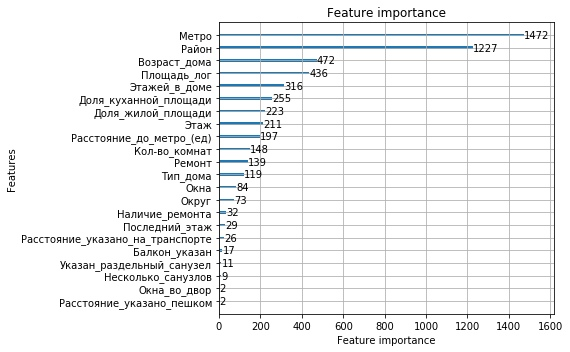 Feature importance
Метро 1472
Район 1227
Возраст_дома 472
Площадь_лог 436
Этажей_в_доме 316
Доля_куханной_площади 255
Доля_жилой_площади 223
Этаж 211
Расстояние_до_метро_(ед) 197
Кол-во_комнат 148
Ремонт 139
Тип_дома 119
Окна 84
Округ 73
Наличие_ремонта 32
Последний_этаж 29
Расстояние_указано_на_транспорте 26
Балкон_указан 17
Указан_раздельный_санузел 11
Несколько_санузлов 9
Окна_во_двор 2
Расстояние_указано_пешком 2
Features
0 200 400 600 800 1000 1200 1400 1600
Feature importance